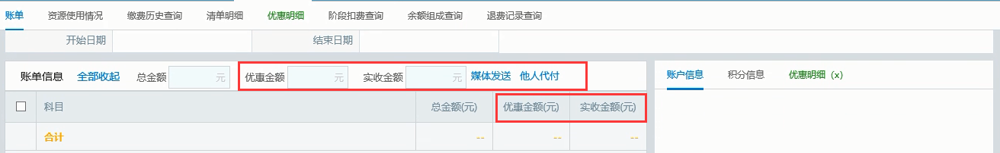 账单 资源使用情况 缴费历史查询 清单明细 优惠明细 阶段扣费查询 余额组成查询 退费记录查询
开始日期 结束日期
账单信息 全部收起 总金额 元 优惠金额 元 实收金额 元 媒体发送 他人代付
账户信息 积分信息 优惠明细（x）
科目 总金额(元) 优惠金额(元) 实收金额(元)
合计 -- -- --